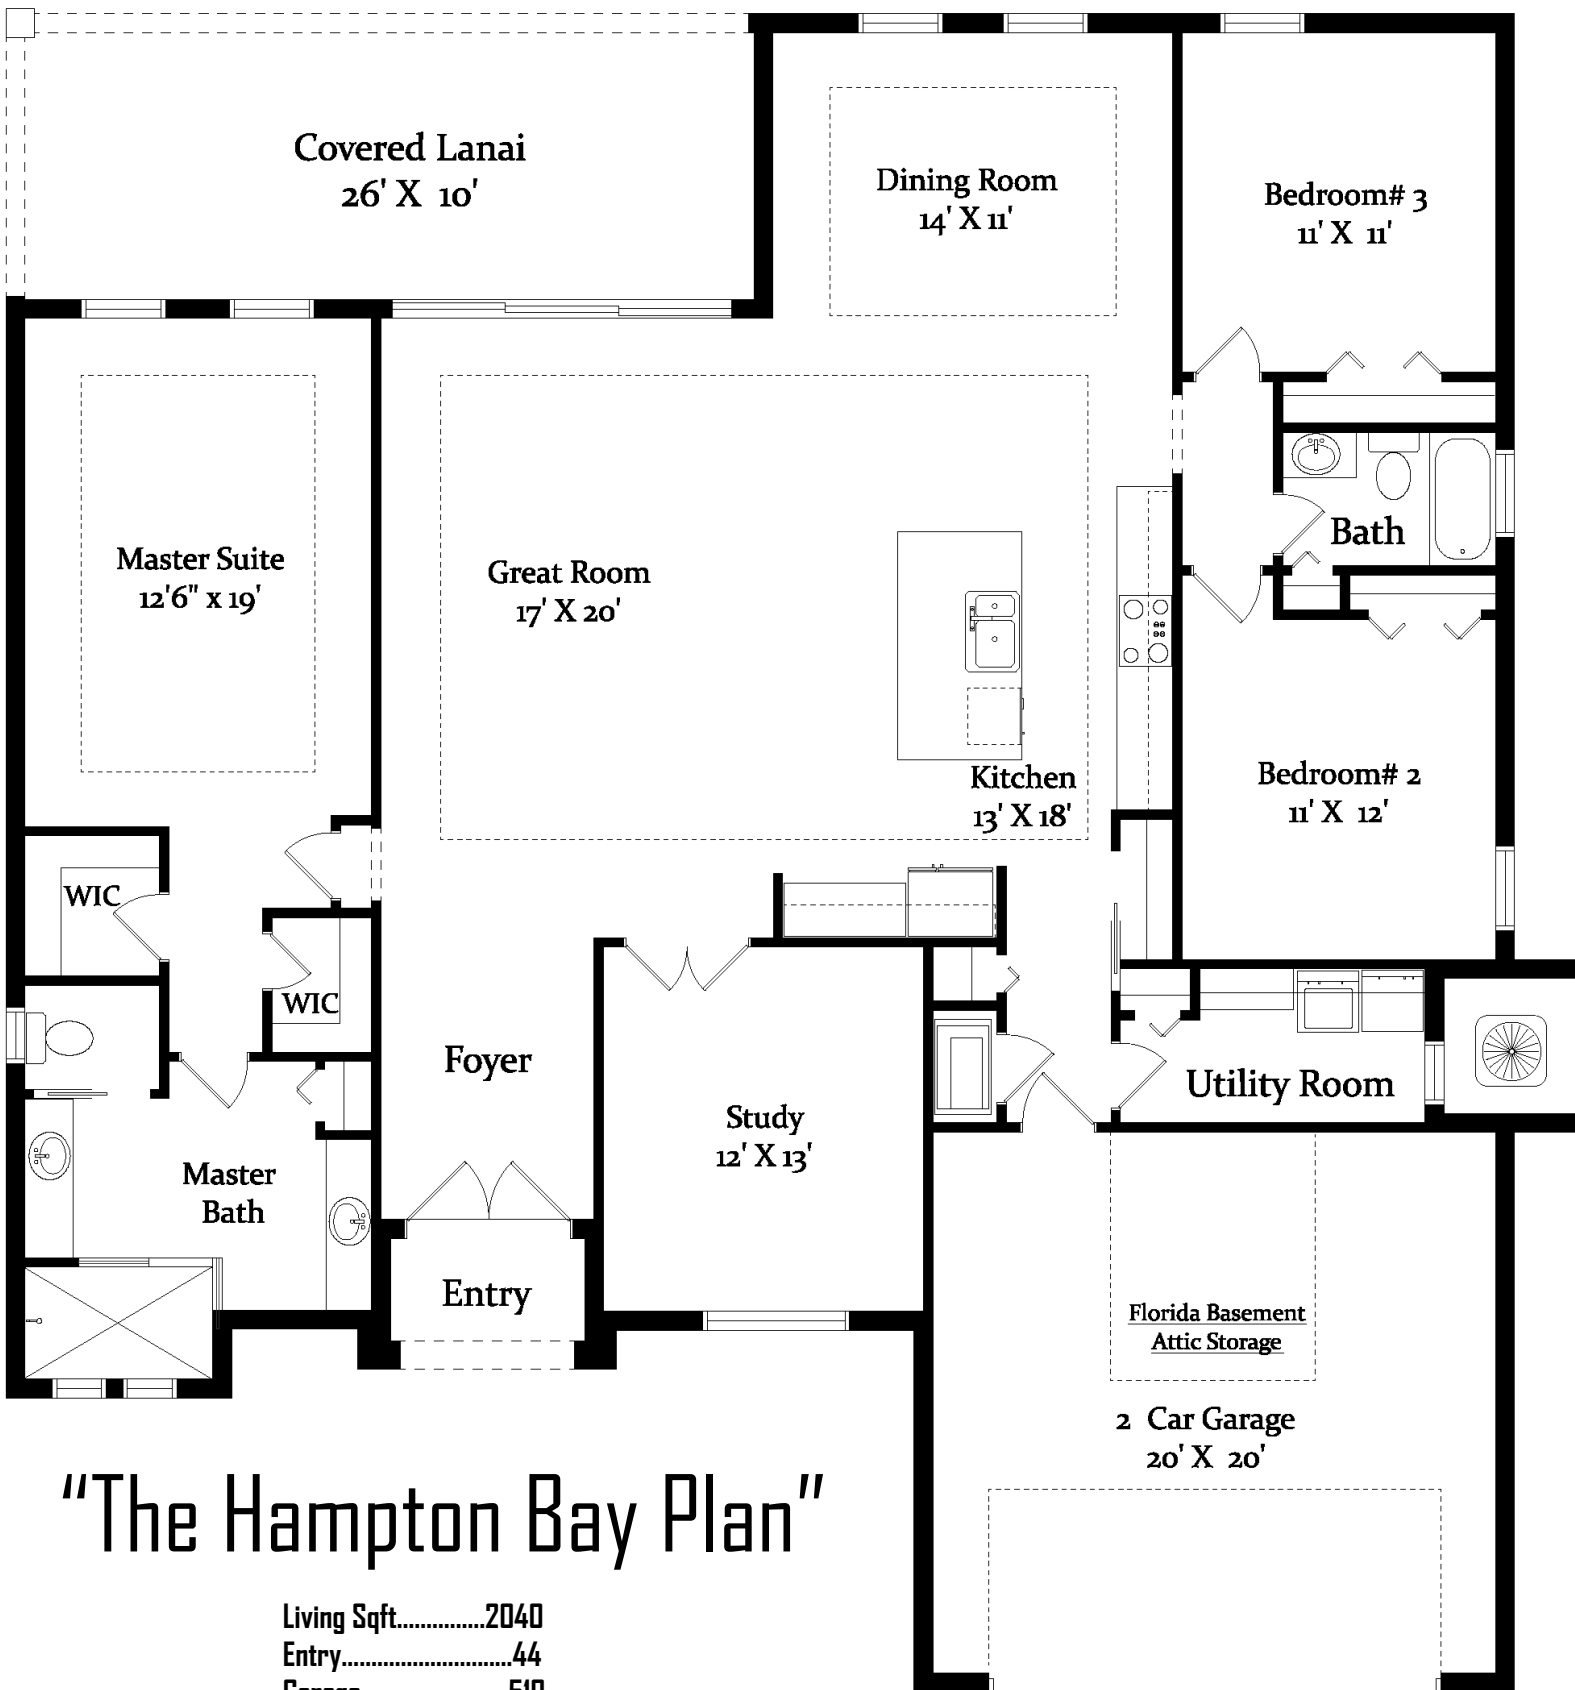 Covered Lanai
26' X 10'
Dining Room
14' X 11'
Bedroom# 3
11' X 11'
Master Suite
12'6" x 19'
Great Room
17' X 20'
Bath
Kitchen
13' X 18'
Bedroom# 2
11' X 12'
WIC
WIC
Foyer
Utility Room
Study
12' X 13'
Master
Bath
Entry
Florida Basement
Attic Storage
2 Car Garage
20' X 20'
“The Hampton Bay Plan”
Living Sqft...............2040
Entry.............................44